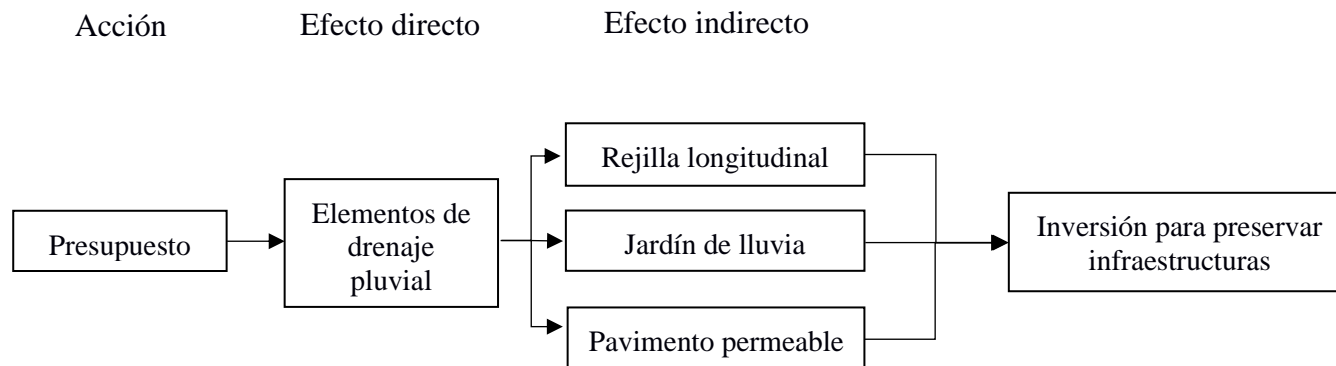 Acción
Efecto directo
Efecto indirecto
Presupuesto
Elementos de
drenaje
pluvial
Rejilla longitudinal
Jardín de lluvia
Pavimento permeable
Inversión para preservar
infraestructuras